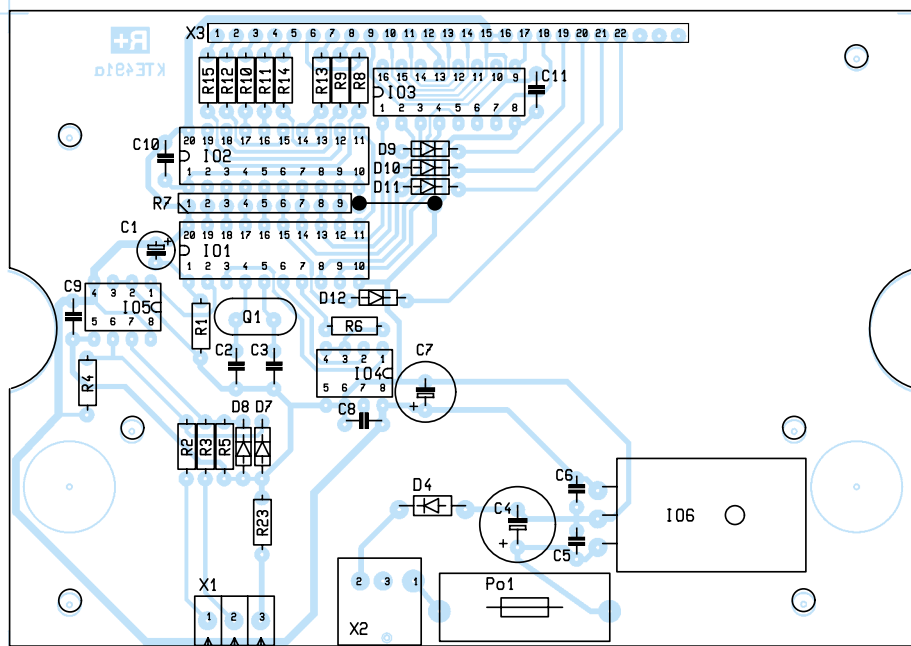 X3 1 2 3 4 5 6 7 8 9 10 11 12 13 14 15 16 17 18 19 20 21 22
R+
KTE491a
R15 R12 R10 R11 R14 R13 R9 R8
16 15 14 13 12 11 10 9
IO3
1 2 3 4 5 6 7 8
C11
C10
20 19 18 17 16 15 14 13 12 11
IO2
1 2 3 4 5 6 7 8 9 10
D9
D10
D11
R7 1 2 3 4 5 6 7 8 9
C1
+
20 19 18 17 16 15 14 13 12 11
IO1
1 2 3 4 5 6 7 8 9 10
C9
4 3 2 1
IO5
5 6 7 8
R1
Q1
D12
R6
C2 C3
4 3 2 1
IO4
5 6 7 8
C7
+
R4
C8
D8 D7
R2 R3 R5
R23
D4
C4
+
C6
C5
IO6
X1
1 2 3
2 3 1
X2
Po1